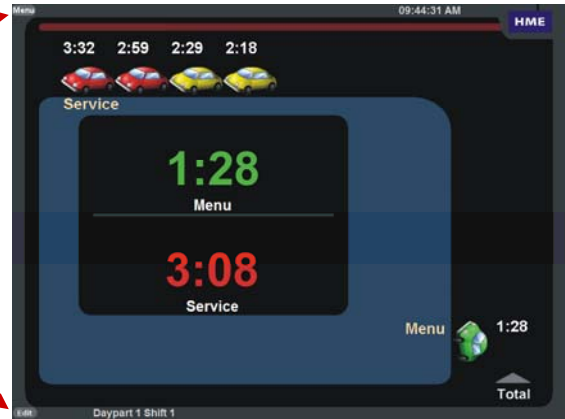 Menu 09:44:31 AM
HME
3:32 2:59 2:29 2:18
Service
1:28
Menu
3:08
Service
Menu 1:28
Total
Edit Daypart 1 Shift 1